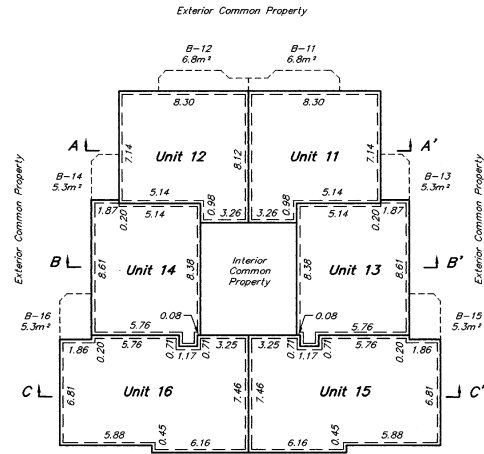 Exterior Common Property
B-12
6.8m²
B-11
6.8m²
8.30
8.30
A
A'
7.14
Unit 12
8.12
Unit 11
7.14
B-14
5.3m²
B-13
5.3m²
Exterior Common Property
Exterior Common Property
5.14
0.98
3.26
3.26
0.98
5.14
1.87
0.20
5.14
5.14
0.20
1.87
B
B'
8.61
Unit 14
8.38
Interior
Common
Property
8.38
Unit 13
8.61
B-16
5.3m²
B-15
5.3m²
0.08
0.08
5.76
5.76
1.86
0.20
5.76
0.71
1.17
0.71
3.25
3.25
0.71
1.17
0.71
5.76
0.20
1.86
C
C'
6.81
Unit 16
7.46
7.46
Unit 15
6.81
5.88
0.45
6.16
6.16
0.45
5.88